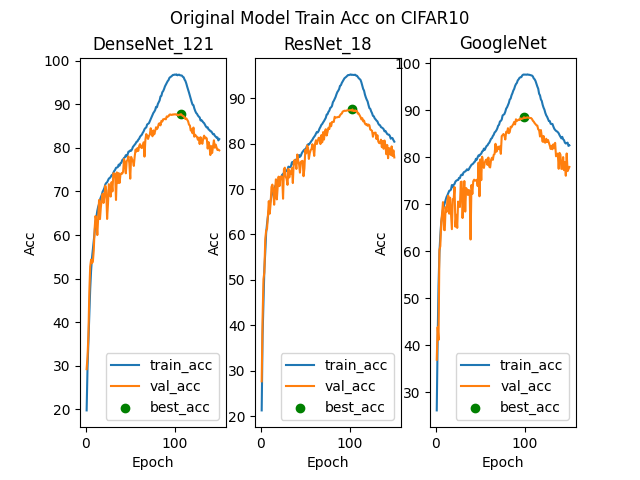 Original Model Train Acc on CIFAR10
DenseNet_121
ResNet_18
GoogleNet
Acc
100
90
80
70
60
50
40
30
20
0
100
Epoch
train_acc
val_acc
best_acc
Acc
90
80
70
60
50
40
30
20
0
100
Epoch
train_acc
val_acc
best_acc
Acc
100
90
80
70
60
50
40
30
0
100
Epoch
train_acc
val_acc
best_acc